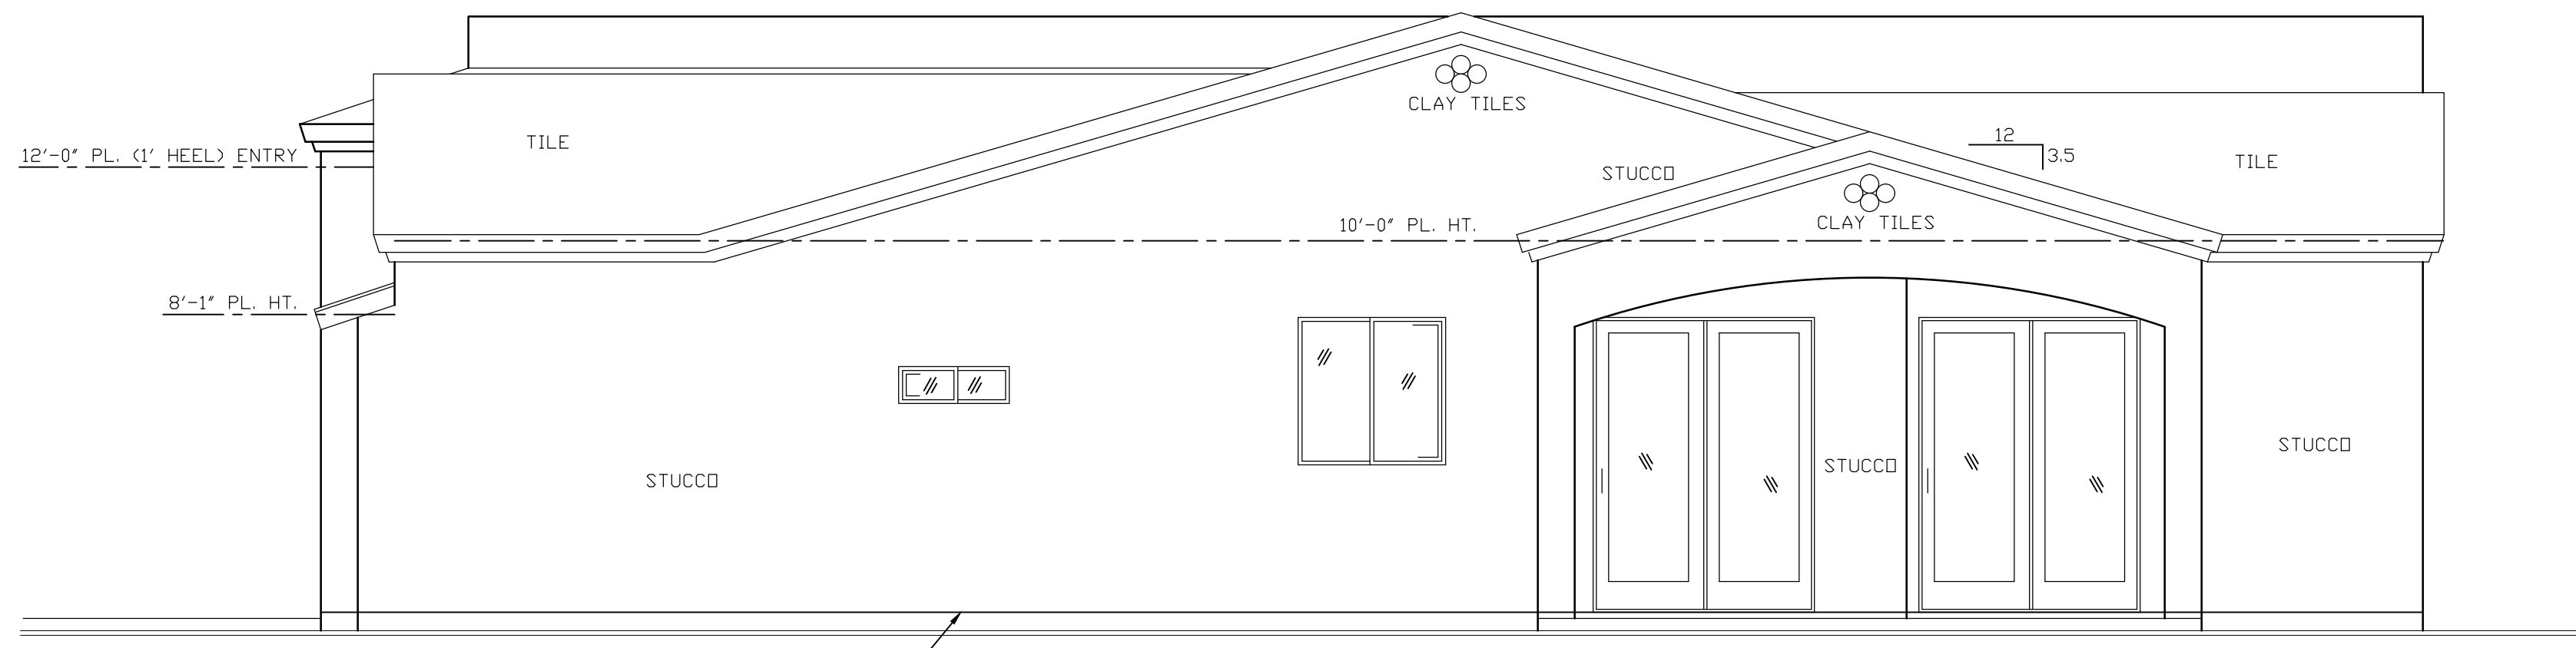 CLAY TILES
12
TILE
12'-0" PL. (1' HEEL) ENTRY
3.5
TILE
STUCCO
10'-0" PL. HT.
CLAY TILES
8'-1" PL. HT.
STUCCO
STUCCO
STUCCO